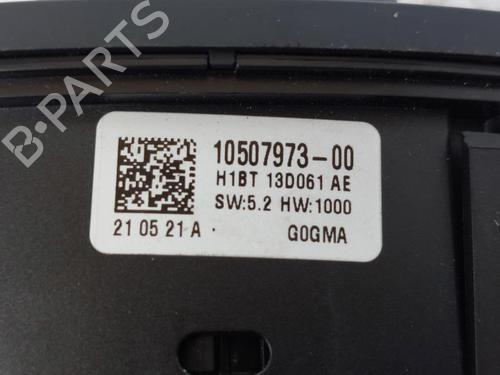 B-PARTS
10507973-00
H1BT 13D061 AE
SW:5.2 HW:1000
21 05 21 A
G0GMA